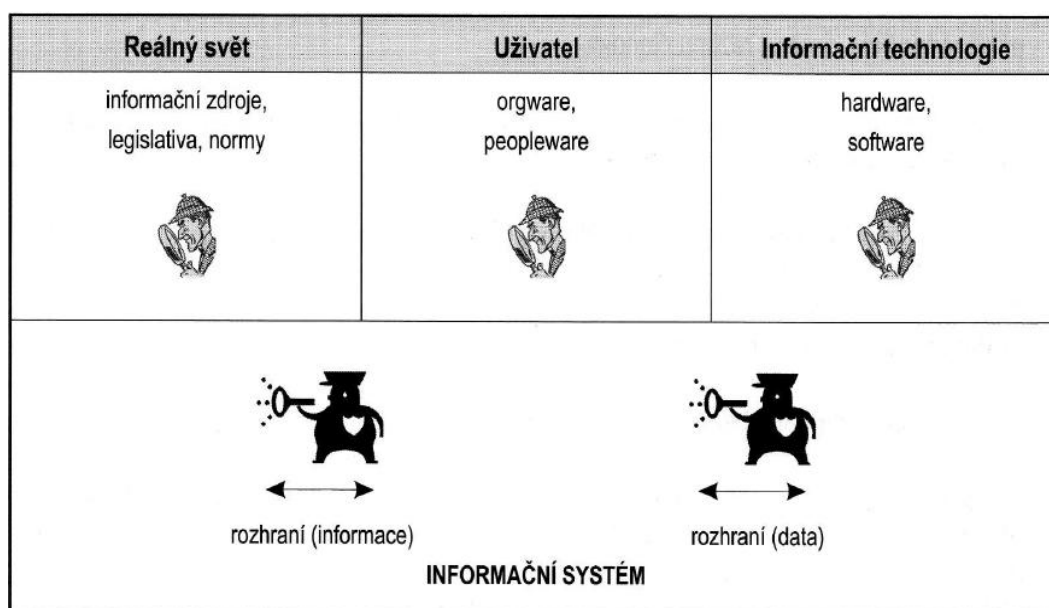 Reálný svět
Uživatel
Informační technologie
informační zdroje,
legislativa, normy
orgware,
peopleware
hardware,
software
rozhraní (informace)
rozhraní (data)
INFORMAČNÍ SYSTÉM